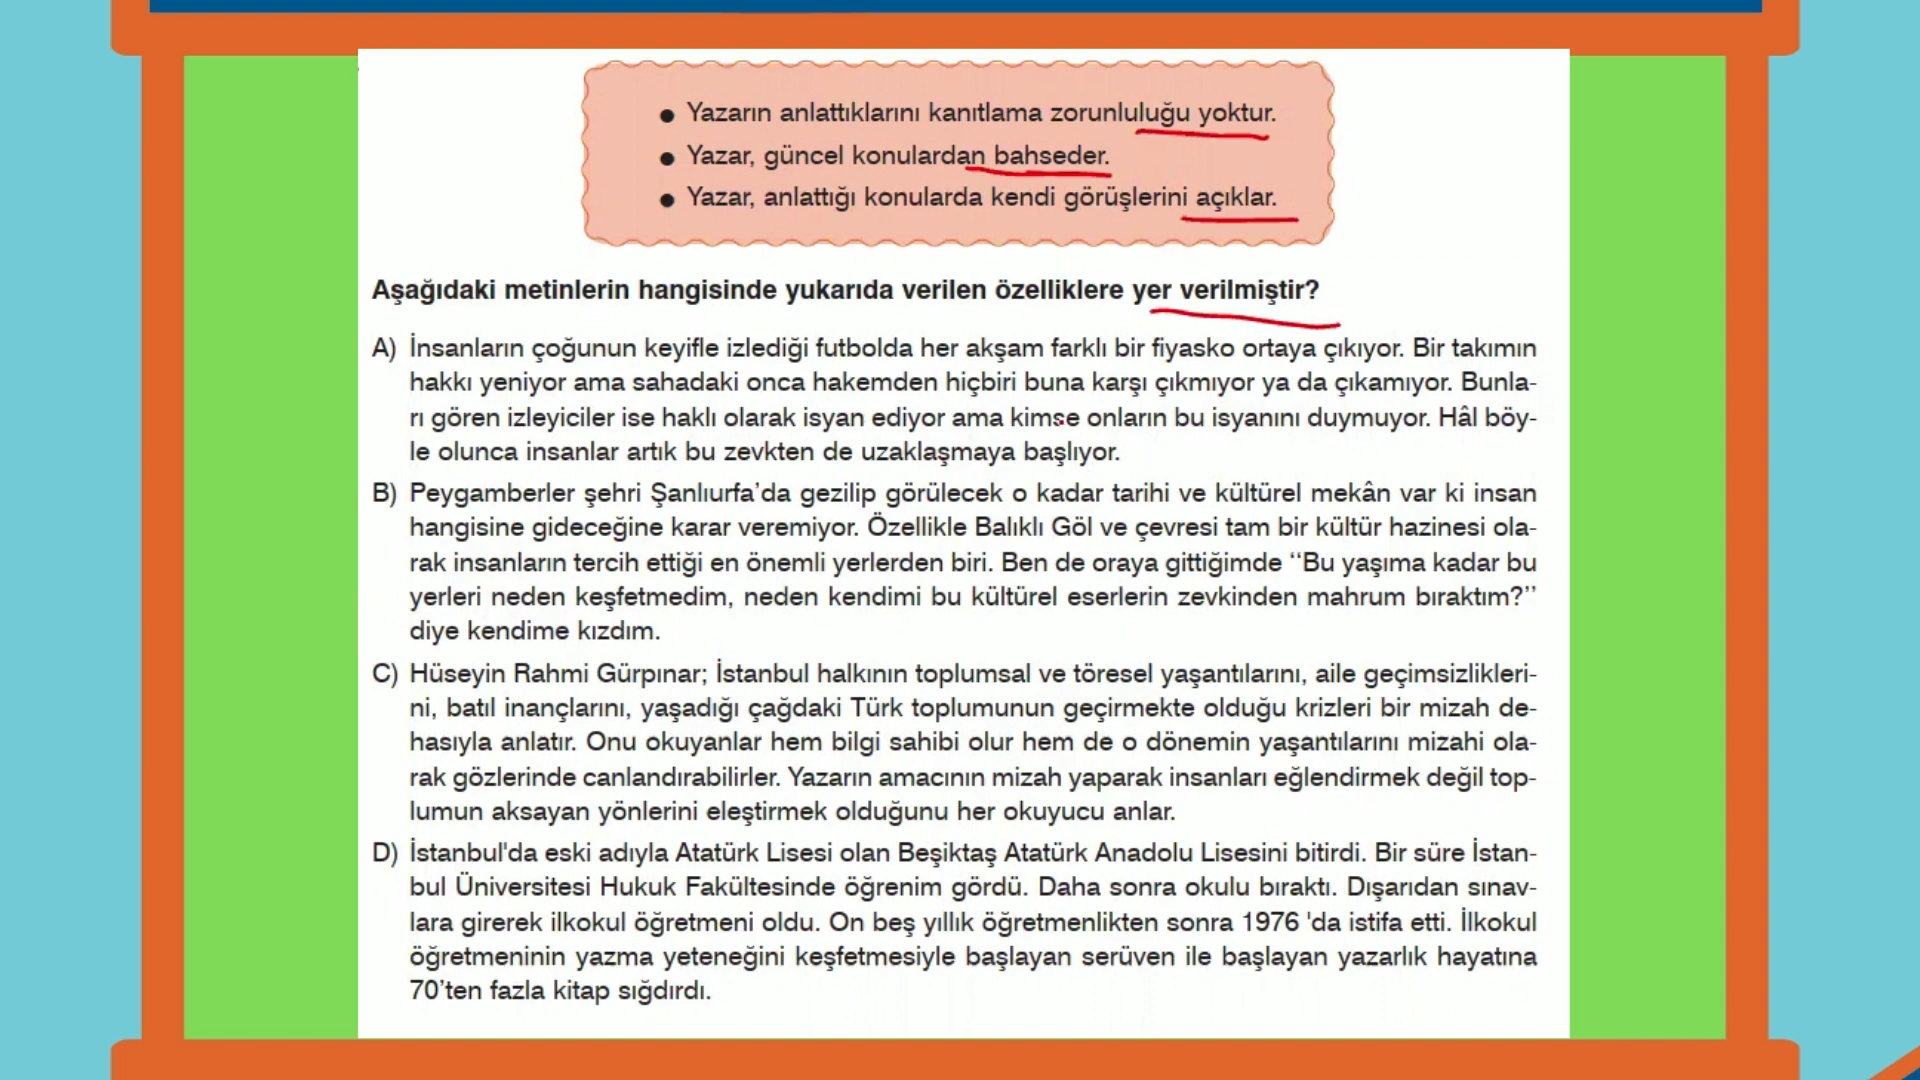 ● Yazarın anlattıklarını kanıtlama zorunluluğu yoktur.
● Yazar, güncel konulardan bahseder.
● Yazar, anlattığı konularda kendi görüşlerini açıklar.
Aşağıdaki metinlerin hangisinde yukarıda verilen özelliklere yer verilmiştir?
A) İnsanların çoğunun keyifle izlediği futbolda her akşam farklı bir fiyasko ortaya çıkıyor. Bir takımın
hakkı yeniyor ama sahadaki onca hakemden hiçbiri buna karşı çıkmıyor ya da çıkamıyor. Bunla-
rı gören izleyiciler ise haklı olarak isyan ediyor ama kimse onların bu isyanını duymuyor. Hâl böy-
le olunca insanlar artık bu zevkten de uzaklaşmaya başlıyor.
B) Peygamberler şehri Şanlıurfa’da gezilip görülecek o kadar tarihi ve kültürel mekân var ki insan
hangisine gideceğine karar veremiyor. Özellikle Balıklı Göl ve çevresi tam bir kültür hazinesi ola-
rak insanların tercih ettiği en önemli yerlerden biri. Ben de oraya gittiğimde ‘‘Bu yaşıma kadar bu
yerleri neden keşfetmedim, neden kendimi bu kültürel eserlerin zevkinden mahrum bıraktım?’’
diye kendime kızdım.
C) Hüseyin Rahmi Gürpınar; İstanbul halkının toplumsal ve töresel yaşantılarını, aile geçimsizlikleri-
ni, batıl inançlarını, yaşadığı çağdaki Türk toplumunun geçirmekte olduğu krizleri bir mizah de-
hasıyla anlatır. Onu okuyanlar hem bilgi sahibi olur hem de o dönemin yaşantılarını mizahi ola-
rak gözlerinde canlandırabilirler. Yazarın amacının mizah yaparak insanları eğlendirmek değil top-
lumun aksayan yönlerini eleştirmek olduğunu her okuyucu anlar.
D) İstanbul'da eski adıyla Atatürk Lisesi olan Beşiktaş Atatürk Anadolu Lisesini bitirdi. Bir süre İstan-
bul Üniversitesi Hukuk Fakültesinde öğrenim gördü. Daha sonra okulu bıraktı. Dışarıdan sınav-
lara girerek ilkokul öğretmeni oldu. On beş yıllık öğretmenlikten sonra 1976 'da istifa etti. İlkokul
öğretmeninin yazma yeteneğini keşfetmesiyle başlayan serüven ile başlayan yazarlık hayatına
70’ten fazla kitap sığdırdı.